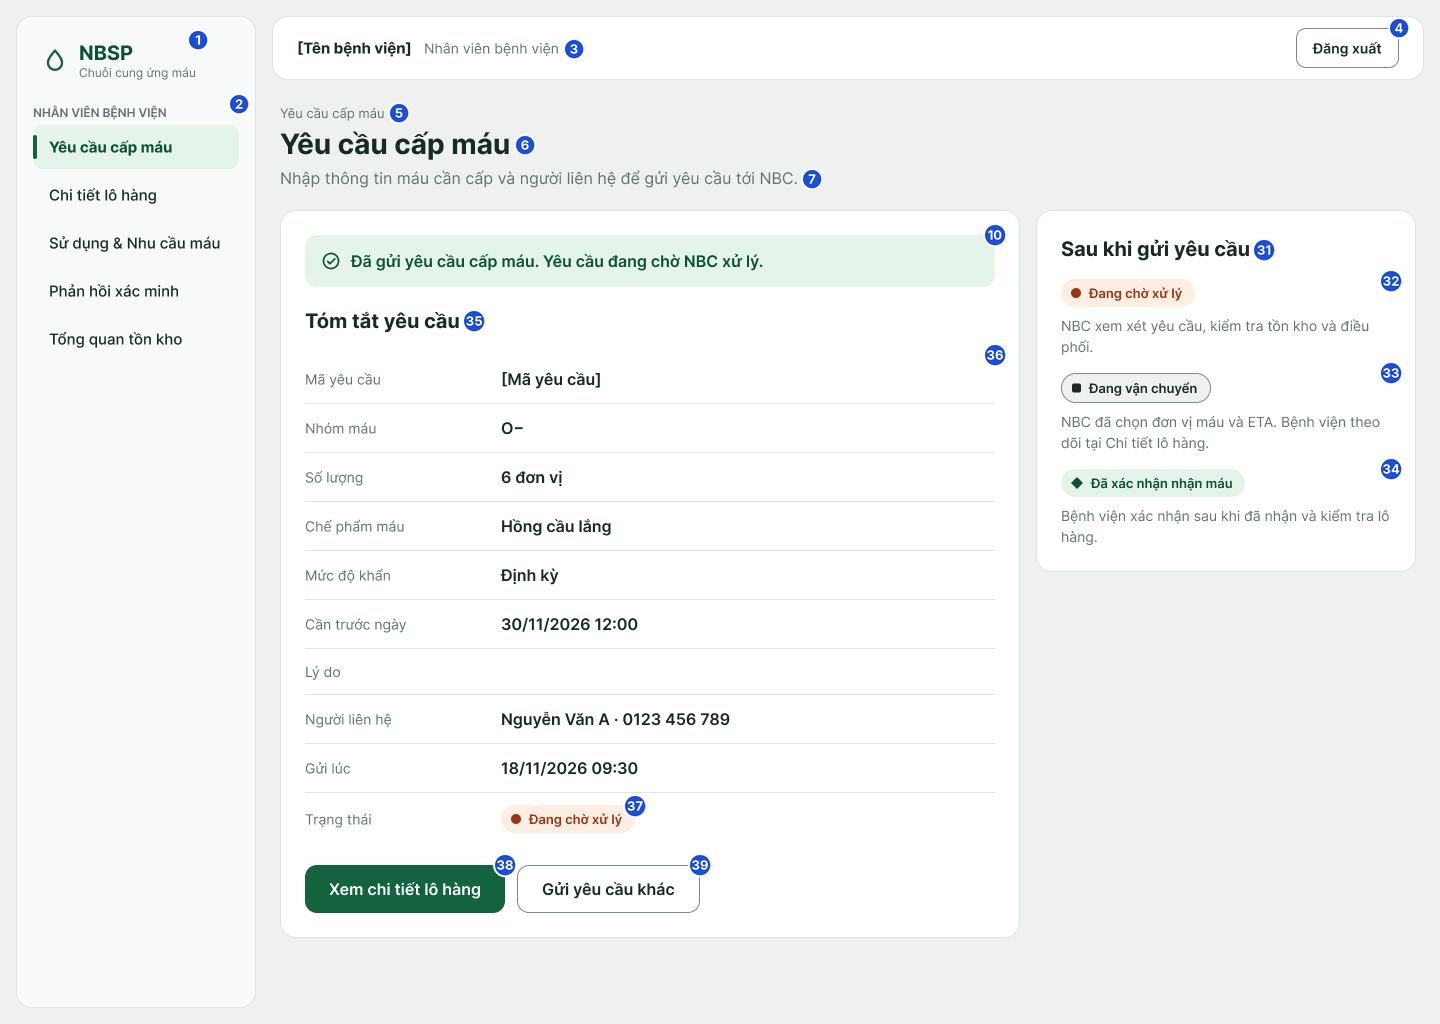 NBSP 1
Chuỗi cung ứng máu
NHÂN VIÊN BỆNH VIỆN 2
Yêu cầu cấp máu
Chi tiết lô hàng
Sử dụng & Nhu cầu máu
Phản hồi xác minh
Tổng quan tồn kho
[Tên bệnh viện] Nhân viên bệnh viện 3
Đăng xuất 4
Yêu cầu cấp máu 5
Yêu cầu cấp máu 6
Nhập thông tin máu cần cấp và người liên hệ để gửi yêu cầu tới NBC. 7
10
Đã gửi yêu cầu cấp máu. Yêu cầu đang chờ NBC xử lý.
Tóm tắt yêu cầu 35
36
Mã yêu cầu [Mã yêu cầu]
Nhóm máu O−
Số lượng 6 đơn vị
Chế phẩm máu Hồng cầu lắng
Mức độ khẩn Định kỳ
Cần trước ngày 30/11/2026 12:00
Lý do
Người liên hệ Nguyễn Văn A · 0123 456 789
Gửi lúc 18/11/2026 09:30
Trạng thái Đang chờ xử lý 37
Xem chi tiết lô hàng 38
Gửi yêu cầu khác 39
Sau khi gửi yêu cầu 31
Đang chờ xử lý 32
NBC xem xét yêu cầu, kiểm tra tồn kho và điều
phối.
Đang vận chuyển 33
NBC đã chọn đơn vị máu và ETA. Bệnh viện theo
dõi tại Chi tiết lô hàng.
Đã xác nhận nhận máu 34
Bệnh viện xác nhận sau khi đã nhận và kiểm tra lô
hàng.